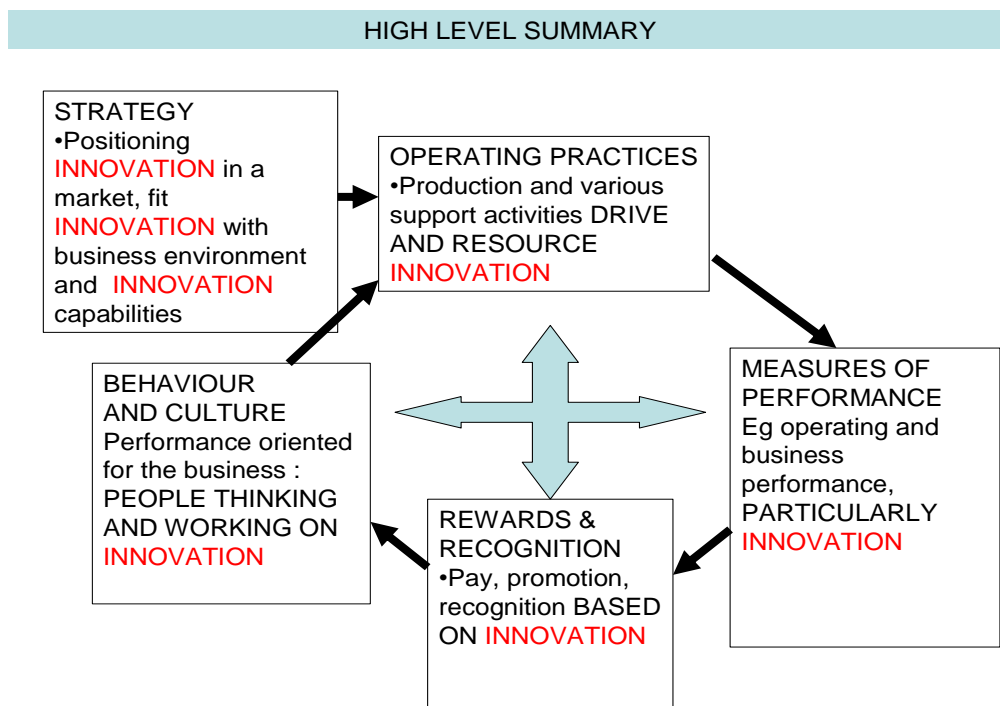 HIGH LEVEL SUMMARY
STRATEGY
•Positioning
INNOVATION in a
market, fit
INNOVATION with
business environment
and  INNOVATION
capabilities
OPERATING PRACTICES
•Production and various
support activities DRIVE
AND RESOURCE
INNOVATION
MEASURES OF
PERFORMANCE
Eg operating and
business
performance,
PARTICULARLY
INNOVATION
REWARDS &
RECOGNITION
•Pay, promotion,
recognition BASED
ON INNOVATION
BEHAVIOUR
AND CULTURE
Performance oriented
for the business :
PEOPLE THINKING
AND WORKING ON
INNOVATION